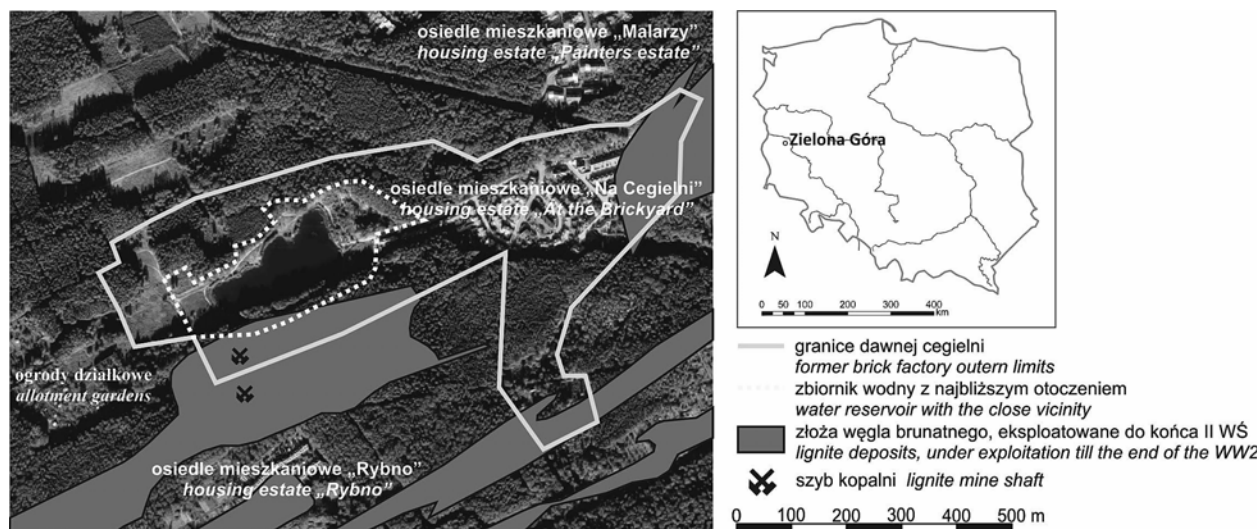 osiedle mieszkaniowe „Malarzy”
housing estate „Painters estate”
osiedle mieszkaniowe „Na Cegielni”
housing estate „At the Brickyard”
ogrody działkowe
allotment gardens
osiedle mieszkaniowe „Rybno”
housing estate „Rybno”
Zielona Góra
N
0 50 100 200 300 400
km
granice dawnej cegielni
former brick factory outern limits
zbiornik wodny z najbliższym otoczeniem
water reservoir with the close vicinity
złoża węgla brunatnego, eksploatowane do końca II WŚ
lignite deposits, under exploitation till the end of the WW2
szyb kopalni lignite mine shaft
0 100 200 300 400 500 m